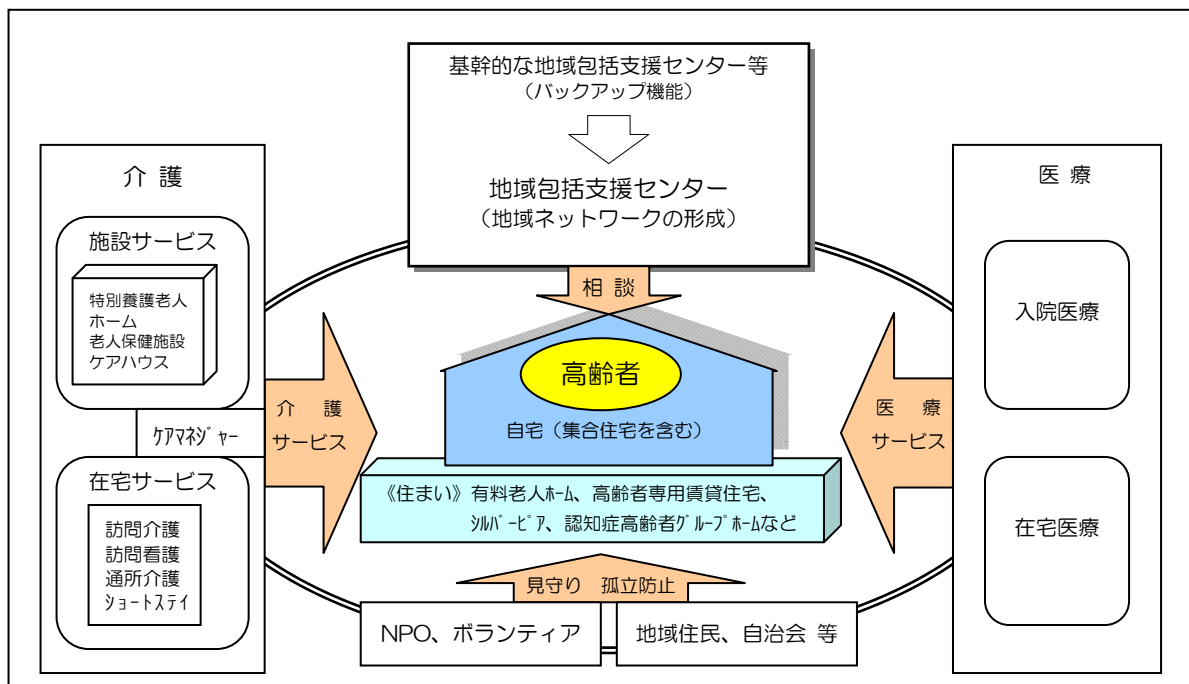 基幹的な地域包括支援センター等
（バックアップ機能）
地域包括支援センター
（地域ネットワークの形成）
相 談
介 護
施設サービス
特別養護老人
ホーム
老人保健施設
ケアハウス
ｹｱﾏﾈｼﾞｬｰ
在宅サービス
訪問介護
訪問看護
通所介護
ｼｮｰﾄｽﾃｲ
介 護
サービス
高齢者
自宅（集合住宅を含む）
《住まい》有料老人ﾎｰﾑ、高齢者専用賃貸住宅、
ｼﾙﾊﾞｰﾋﾟｱ、認知症高齢者ｸﾞﾙｰﾌﾟﾎｰﾑなど
見守り 孤立防止
NPO、ボランティア
地域住民、自治会 等
医 療
サービス
医 療
入院医療
在宅医療